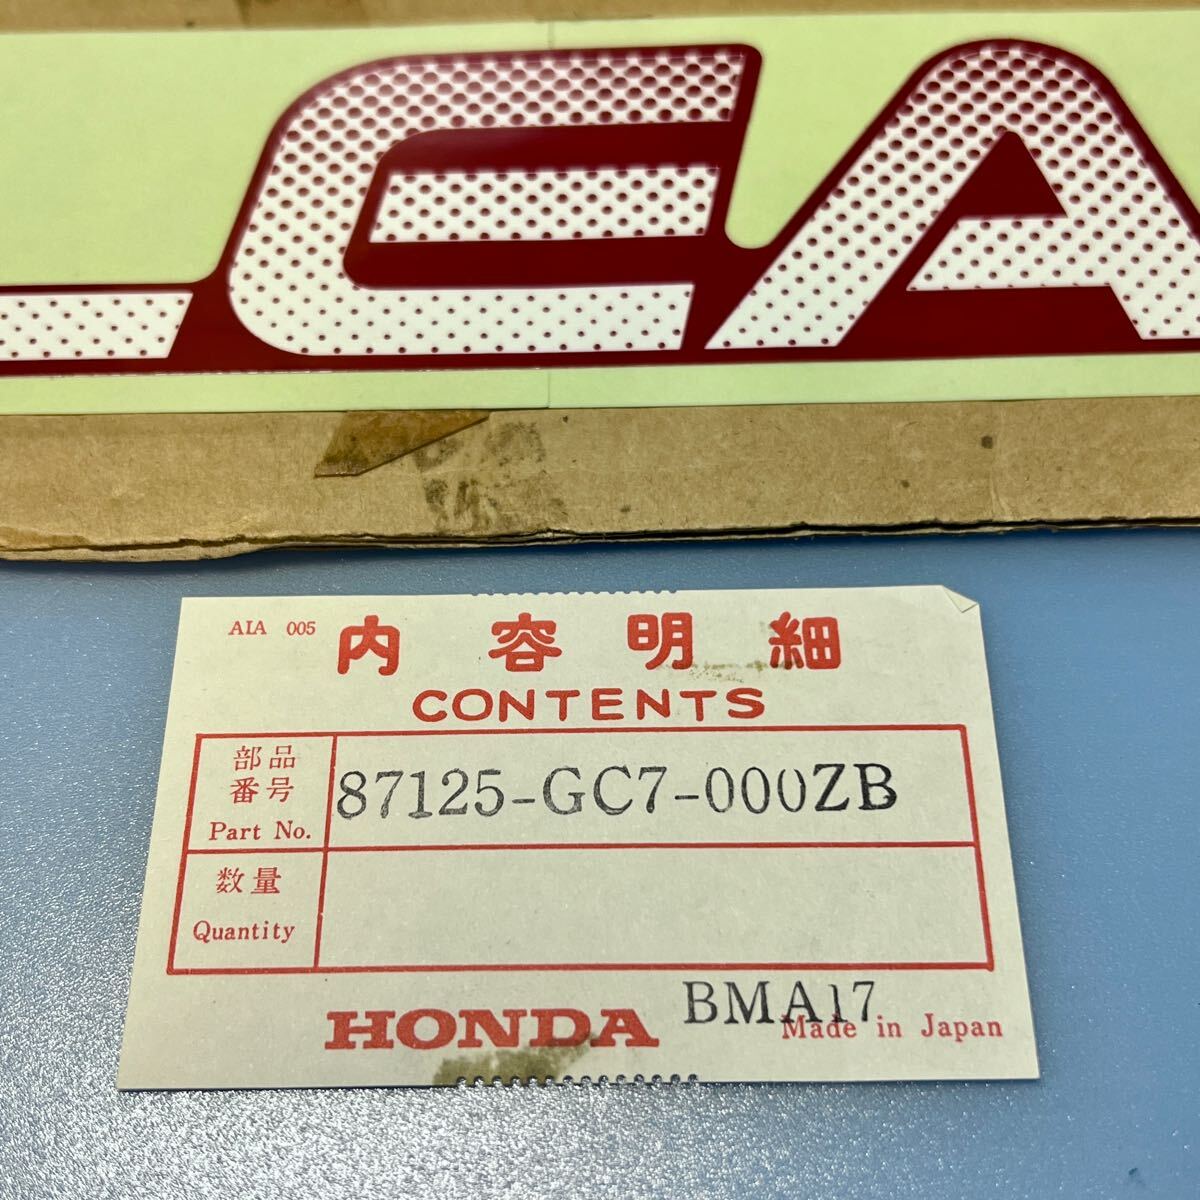 LEA
AIA 005
内容明細
CONTENTS
部品
番号
Part No.
87125-GC7-000ZB
数量
Quantity
HONDA
BMA17
Made in Japan